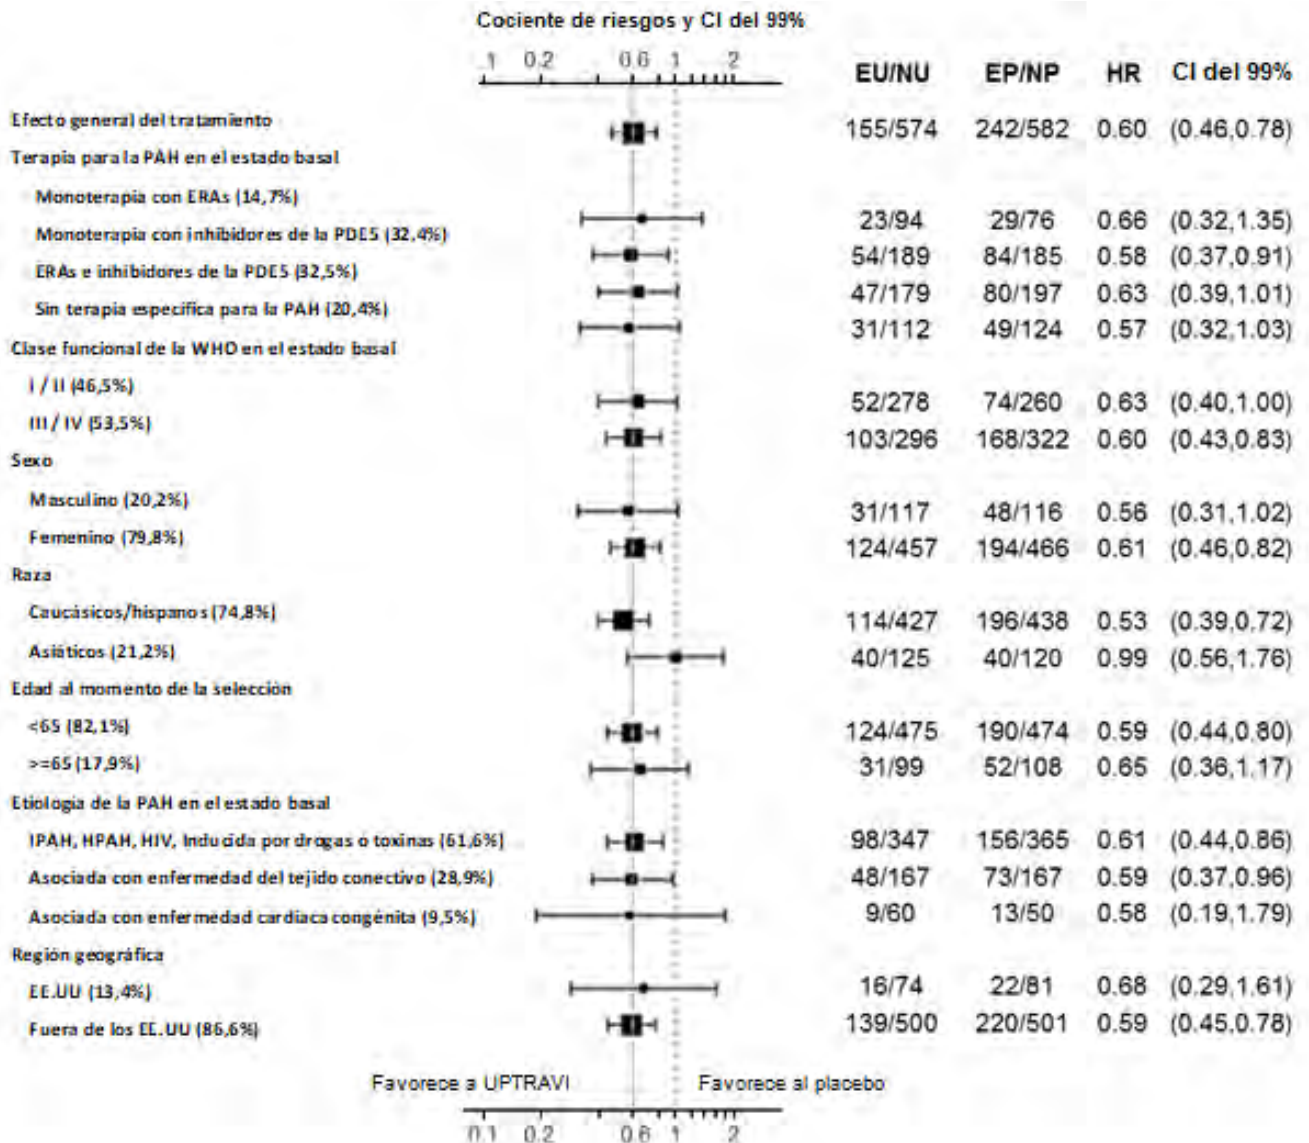 Cociente de riesgos y CI del 99%
.1 0.2 0.6 1 2
EU/NU EP/NP HR CI del 99%
Efecto general del tratamiento 155/574 242/582 0.60 (0.46,0.78)
Terapia para la PAH en el estado basal
Monoterapia con ERAs (14,7%) 23/94 29/76 0.66 (0.32,1.35)
Monoterapia con inhibidores de la PDE5 (32,4%) 54/189 84/185 0.58 (0.37,0.91)
ERAs e inhibidores de la PDE5 (32,5%) 47/179 80/197 0.63 (0.39,1.01)
Sin terapia especifica para la PAH (20,4%) 31/112 49/124 0.57 (0.32,1.03)
Clase funcional de la WHO en el estado basal
I / II (46,5%) 52/278 74/260 0.63 (0.40,1.00)
III / IV (53,5%) 103/296 168/322 0.60 (0.43,0.83)
Sexo
Masculino (20,2%) 31/117 48/116 0.56 (0.31,1.02)
Femenino (79,8%) 124/457 194/466 0.61 (0.46,0.82)
Raza
Caucásicos/hispanos (74,8%) 114/427 196/438 0.53 (0.39,0.72)
Asiáticos (21,2%) 40/125 40/120 0.99 (0.56,1.76)
Edad al momento de la selección
<65 (82,1%) 124/475 190/474 0.59 (0.44,0.80)
>=65 (17,9%) 31/99 52/108 0.65 (0.36,1.17)
Etiología de la PAH en el estado basal
IPAH, HPAH, HIV, Inducida por drogas o toxinas (61,6%) 98/347 156/365 0.61 (0.44,0.86)
Asociada con enfermedad del tejido conectivo (28,9%) 48/167 73/167 0.59 (0.37,0.96)
Asociada con enfermedad cardiaca congénita (9,5%) 9/60 13/50 0.58 (0.19,1.79)
Región geográfica
EE.UU (13,4%) 16/74 22/81 0.68 (0.29,1.61)
Fuera de los EE.UU (86,6%) 139/500 220/501 0.59 (0.45,0.78)
Favorece a UPTRAVI Favorece al placebo
0.1 0.2 0.6 1 2